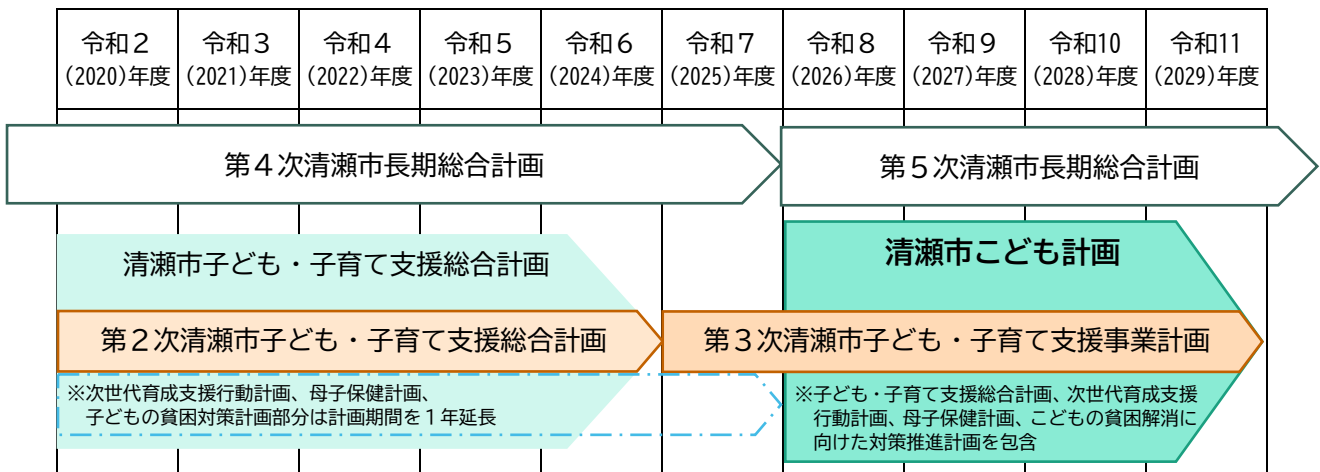 令和2 令和3 令和4 令和5 令和6 令和7 令和8 令和9 令和10 令和11
(2020)年度 (2021)年度 (2022)年度 (2023)年度 (2024)年度 (2025)年度 (2026)年度 (2027)年度 (2028)年度 (2029)年度
第4次清瀬市長期総合計画
第5次清瀬市長期総合計画
清瀬市子ども・子育て支援総合計画
清瀬市こども計画
第2次清瀬市子ども・子育て支援総合計画
第3次清瀬市子ども・子育て支援事業計画
※次世代育成支援行動計画、母子保健計画、
子どもの貧困対策計画部分は計画期間を1年延長
※子ども・子育て支援総合計画、次世代育成支援
行動計画、母子保健計画、こどもの貧困解消に
向けた対策推進計画を包含